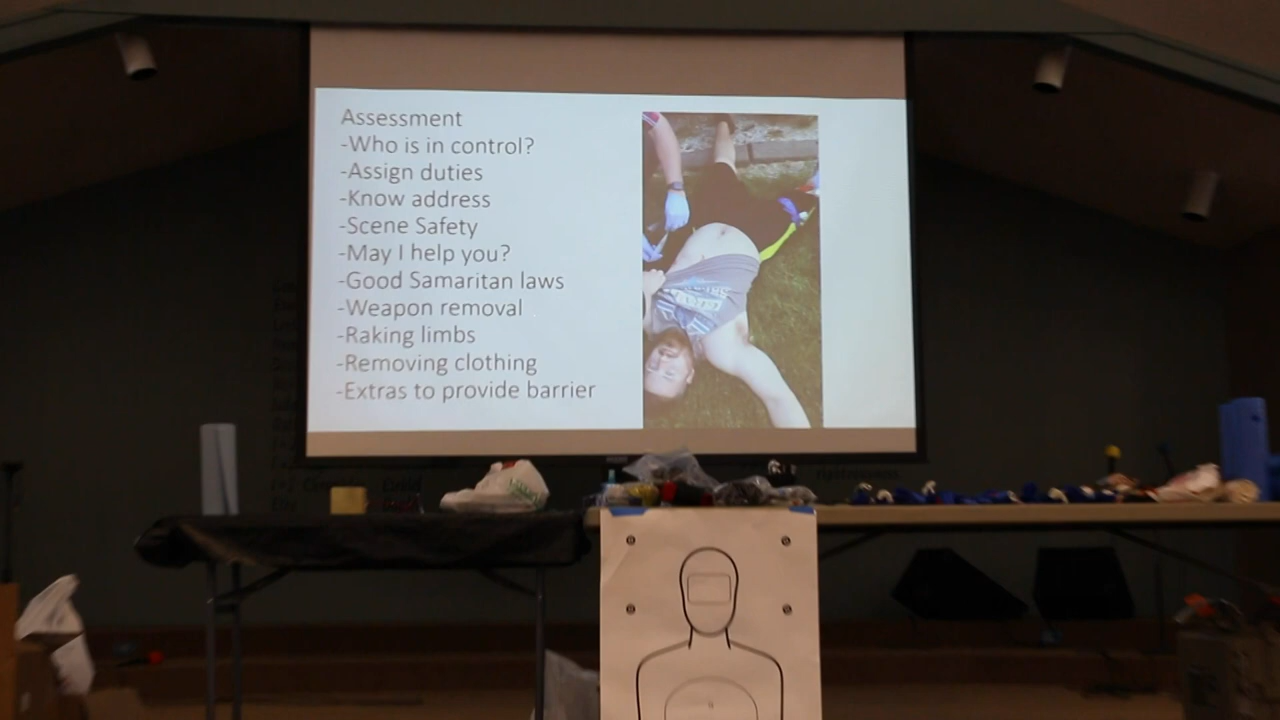 Assessment
-Who is in control?
-Assign duties
-Know address
-Scene Safety
-May I help you?
-Good Samaritan laws
-Weapon removal
-Raking limbs
-Removing clothing
-Extras to provide barrier